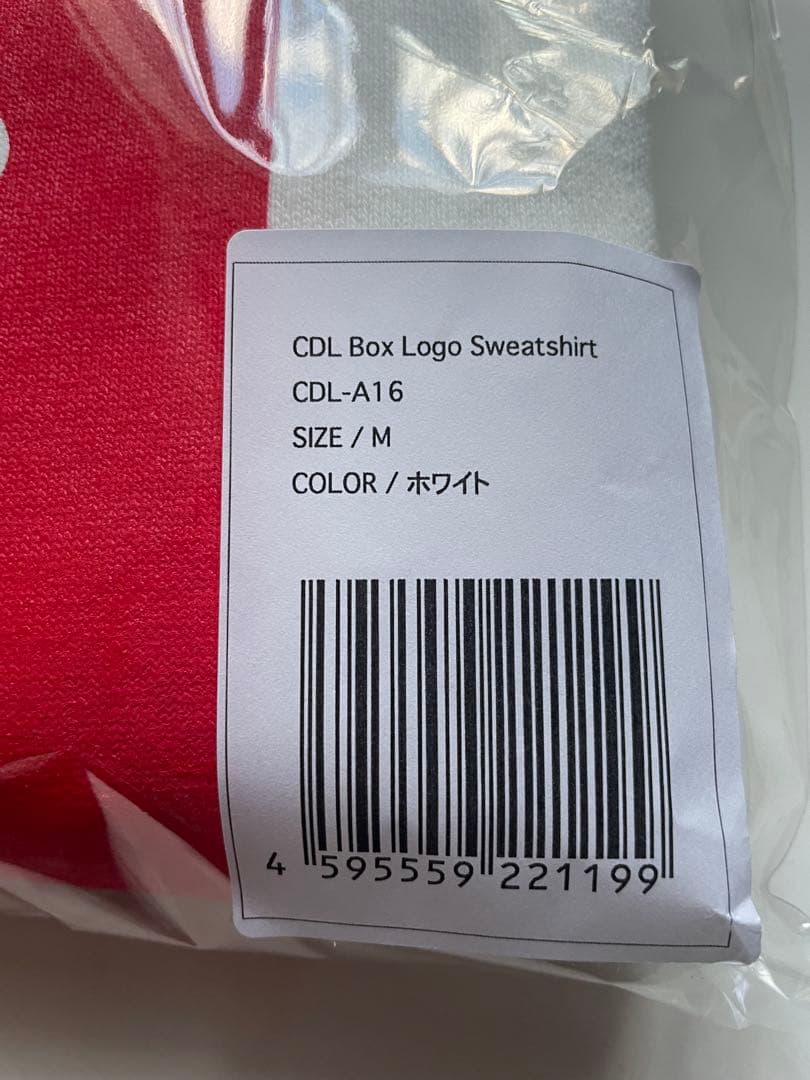 CDL Box Logo Sweatshirt
CDL-A16
SIZE / M
COLOR / ホワイト
4 595559 221199